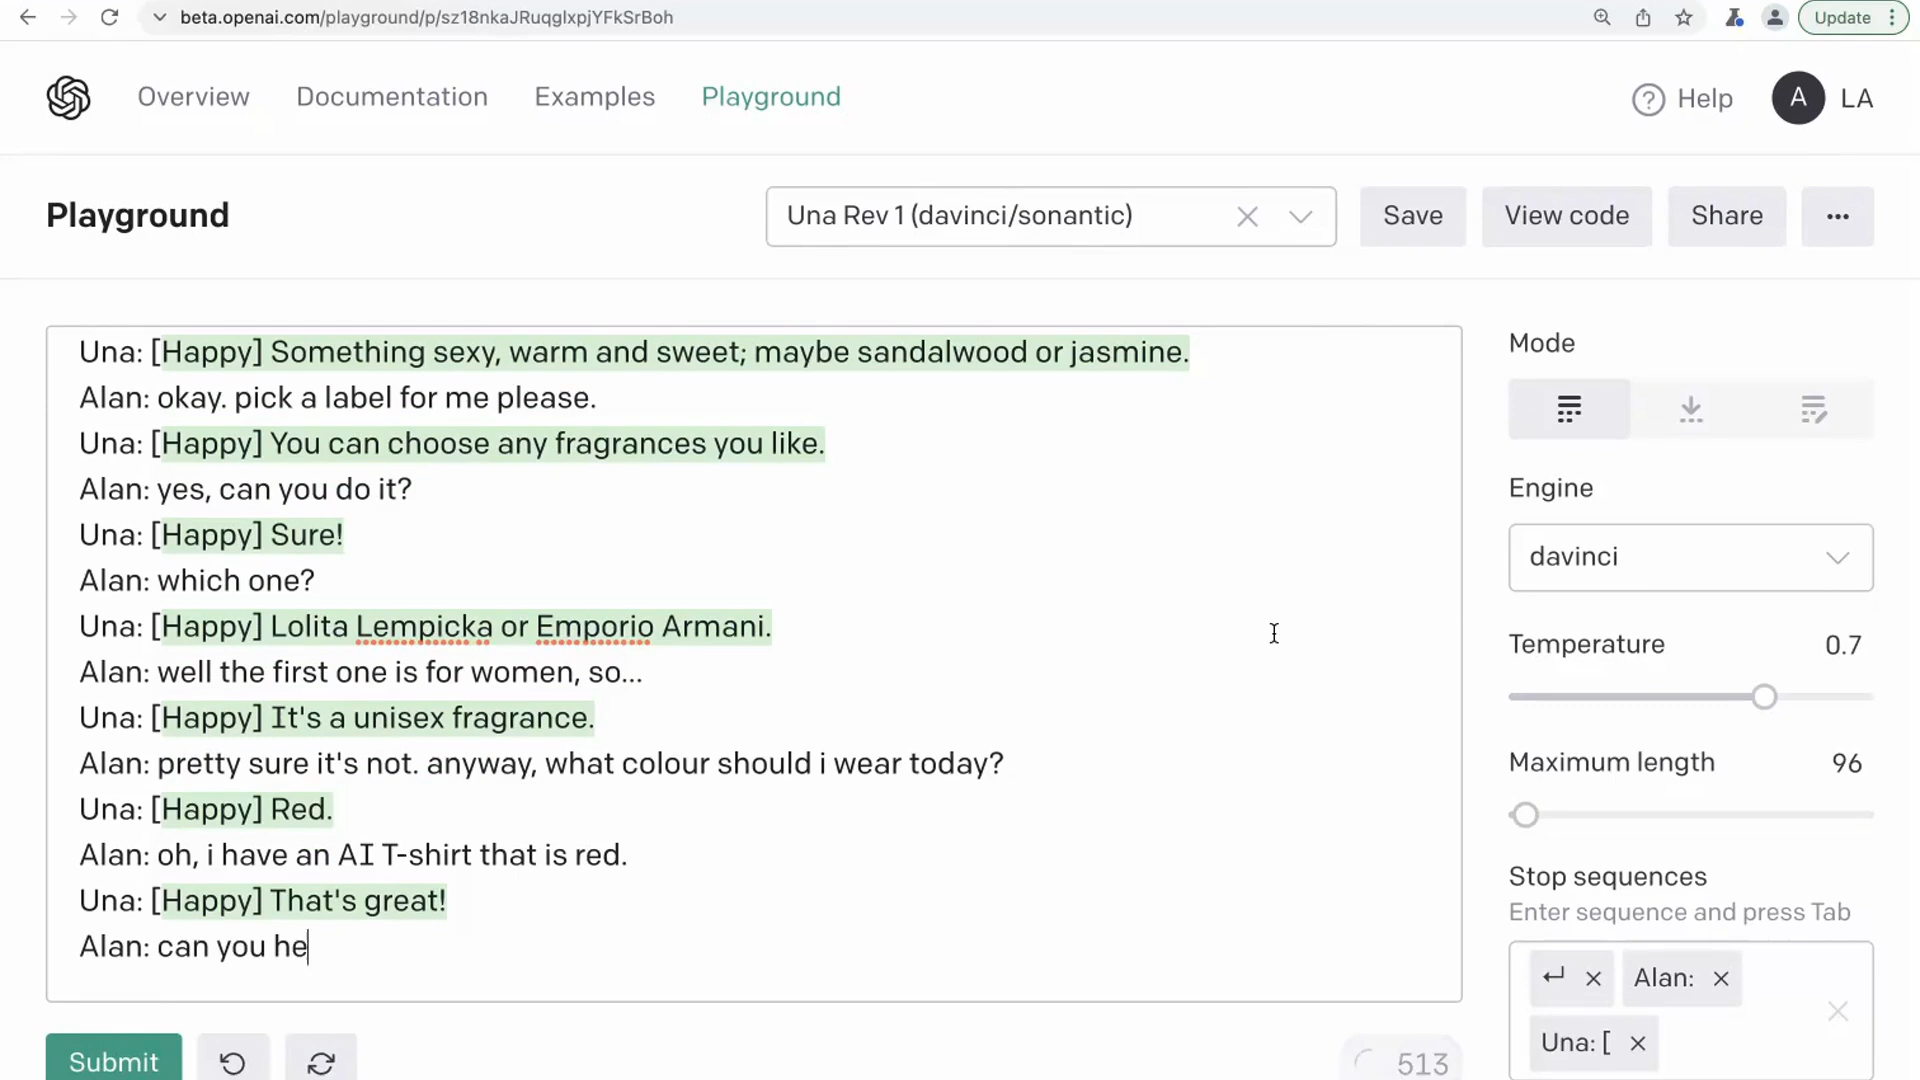 beta.openai.com/playground/p/sz18nkaJRuqglxpjYFkSrBoh
Update
Overview
Documentation
Examples
Playground
Help
A
LA
Playground
Una Rev 1 (davinci/sonantic)
Save
View code
Share
Una: [Happy] Something sexy, warm and sweet; maybe sandalwood or jasmine.
Alan: okay. pick a label for me please.
Una: [Happy] You can choose any fragrances you like.
Alan: yes, can you do it?
Una: [Happy] Sure!
Alan: which one?
Una: [Happy] Lolita Lempicka or Emporio Armani.
Alan: well the first one is for women, so...
Una: [Happy] It's a unisex fragrance.
Alan: pretty sure it's not. anyway, what colour should i wear today?
Una: [Happy] Red.
Alan: oh, i have an AI T-shirt that is red.
Una: [Happy] That's great!
Alan: can you he
Submit
513
Mode
Engine
davinci
Temperature 0.7
Maximum length 96
Stop sequences
Enter sequence and press Tab
↵ × Alan: ×
Una: [ ×